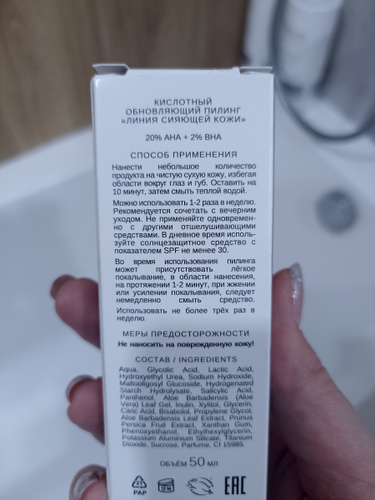 КИСЛОТНЫЙ
ОБНОВЛЯЮЩИЙ ПИЛИНГ
«ЛИНИЯ СИЯЮЩЕЙ КОЖИ»
20% AHA + 2% BHA
СПОСОБ ПРИМЕНЕНИЯ
Нанести небольшое количество
продукта на чистую сухую кожу, избегая
области вокруг глаз и губ. Оставить на
10 минут, затем смыть теплой водой.
Можно использовать 1-2 раза в неделю.
Рекомендуется сочетать с вечерним
уходом. Не применяйте одновремен-
но с другими отшелушивающими
средствами. В дневное время исполь-
зуйте солнцезащитное средство с
показателем SPF не менее 30.
Во время использования пилинга
может присутствовать лёгкое
покалывание, в области нанесения,
на протяжении 1-2 минут, при жжении
или усилении покалывания, следует
немедленно смыть средство.
Использовать не более трёх раз в
неделю.
МЕРЫ ПРЕДОСТОРОЖНОСТИ
Не наносить на поврежденную кожу!
СОСТАВ / INGREDIENTS
Aqua, Glycolic Acid, Lactic Acid,
Hydroxyethyl Urea, Sodium Hydroxide,
Maltooligosyl Glucoside, Hydrogenated
Starch Hydrolysate, Salicylic Acid,
Panthenol, Aloe Barbadensis (Aloe
Vera) Leaf Gel, Inulin, Xylitol, Glycerin,
Citric Acid, Bisabolol, Propylene Glycol,
Aloe Barbadensis Leaf Extract, Prunus
Persica Fruit Extract, Xanthan Gum,
Phenoxyethanol, Ethylhexylglycerin,
Potassium Aluminium Silicate, Titanium
Dioxide, Sucrose, Parfume, CI 15985.
ОБЪЁМ 50 МЛ
PAP
EAC